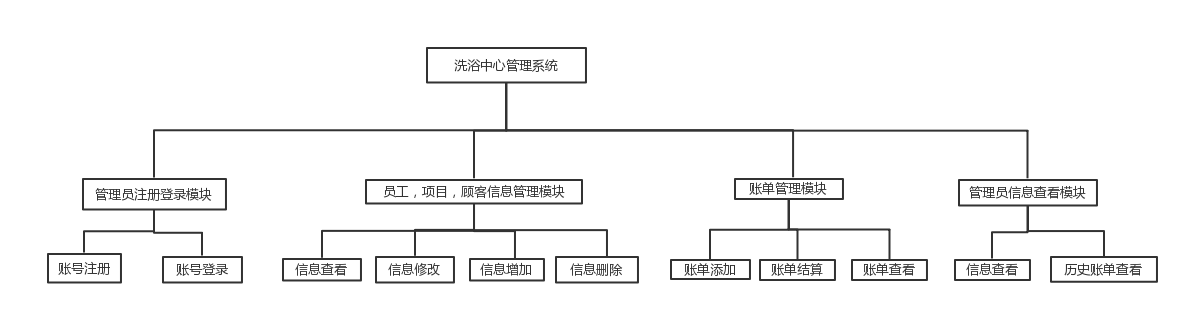 洗浴中心管理系统
管理员注册登录模块
员工，项目，顾客信息管理模块
账单管理模块
管理员信息查看模块
账号注册
账号登录
信息查看
信息修改
信息增加
信息删除
账单添加
账单结算
账单查看
信息查看
历史账单查看